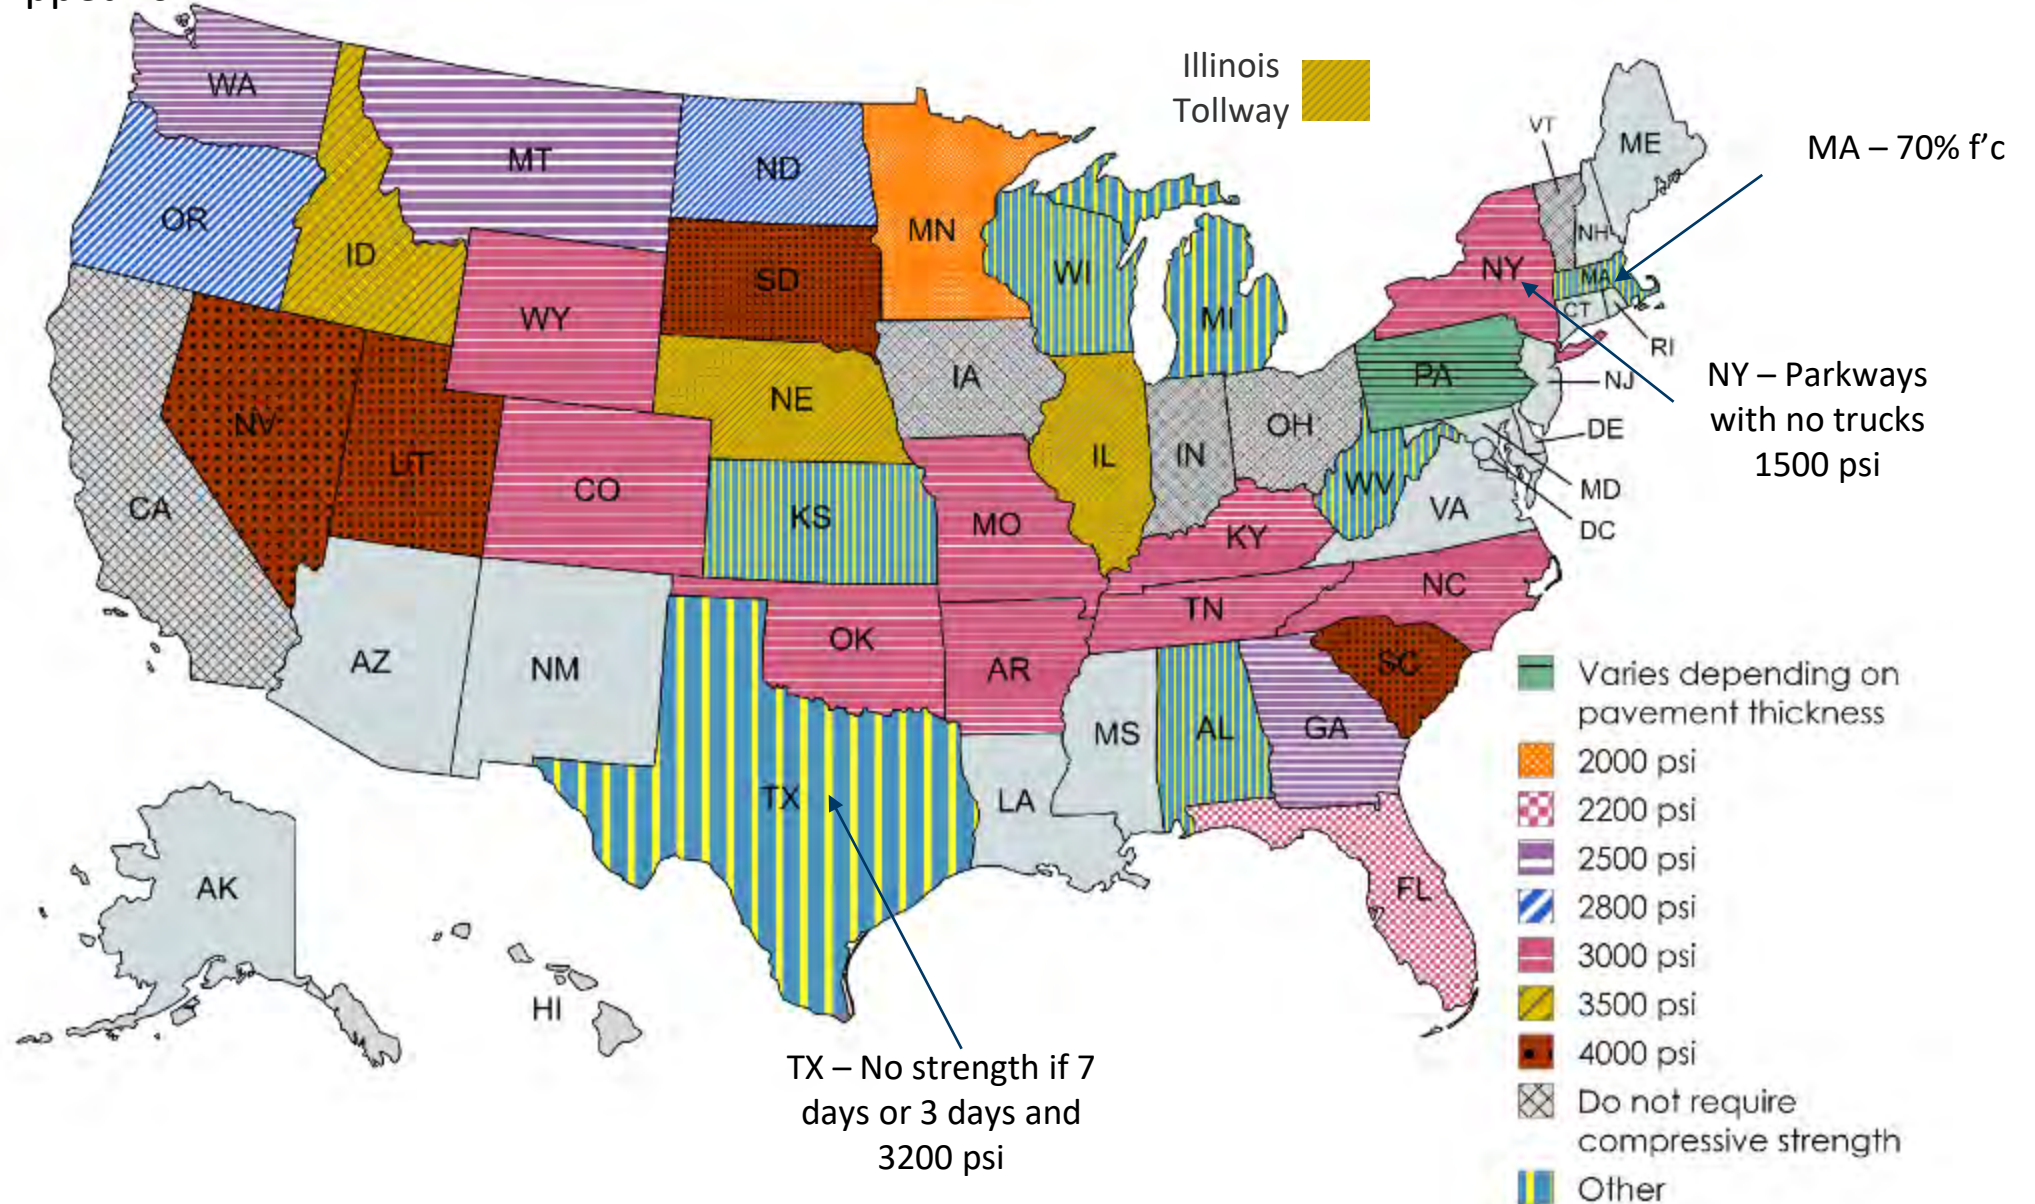 Illinois
Tollway
MA – 70% f’c
NY – Parkways
with no trucks
1500 psi
TX – No strength if 7
days or 3 days and
3200 psi
WA
MT
ND
MN
OR
ID
SD
WY
WI
MI
VT
ME
NH
NY
MA
CT
RI
PA
NJ
DE
MD
DC
NV
UT
CA
NE
IA
IL
IN
OH
WV
VA
CO
KS
MO
KY
NC
TN
AZ
NM
OK
AR
SC
MS
AL
GA
TX
LA
FL
AK
HI
Varies depending on
pavement thickness
2000 psi
2200 psi
2500 psi
2800 psi
3000 psi
3500 psi
4000 psi
Do not require
compressive strength
Other